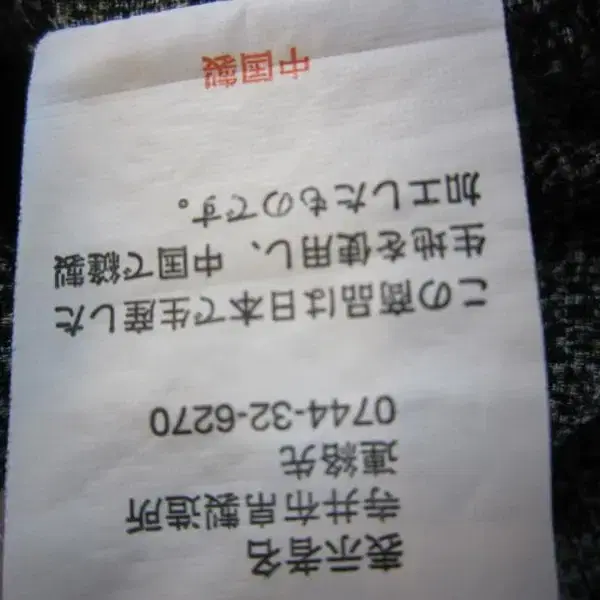 表示者名
寺井布帛製造所
連絡先
0744-32-6270
この商品は日本で生産した
生地を使用し、中国で縫製
加工したものです。
中国製